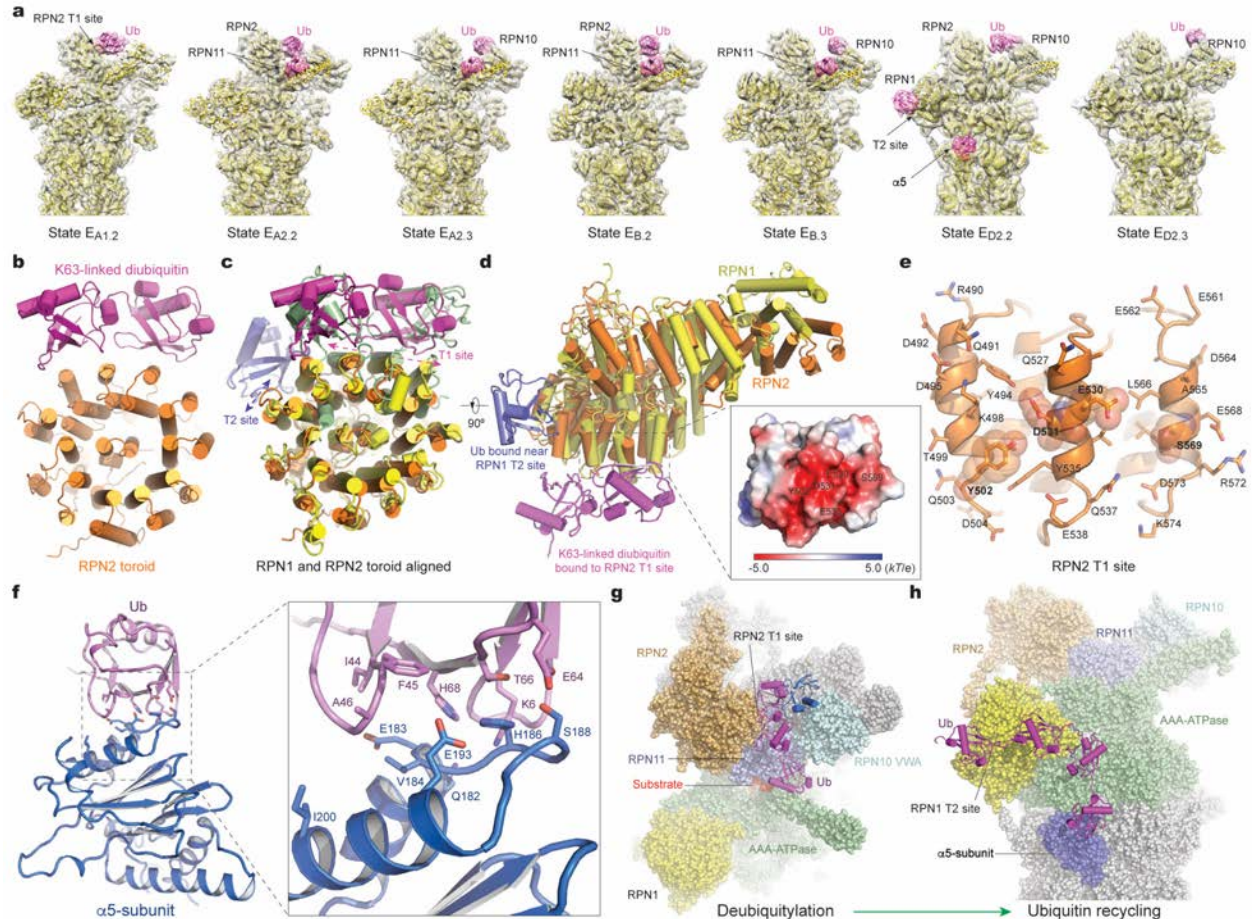 a
RPN2 T1 site
Ub
RPN2
Ub
RPN11
Ub
RPN10
RPN11
RPN2
Ub
RPN11
Ub
RPN10
RPN2
Ub
RPN10
RPN1
T2 site
α5
Ub
RPN10
State EA1.2
State EA2.2
State EA2.3
State EB.2
State EB.3
State ED2.2
State ED2.3
b
K63-linked diubiquitin
RPN2 toroid
c
T1 site
T2 site
RPN1 and RPN2 toroid aligned
90º
d
RPN1
RPN2
Ub bound near
RPN1 T2 site
K63-linked diubiquitin
bound to RPN2 T1 site
S569
-5.0
5.0 (kT/e)
e
R490
E562
E561
D492
Q491
Q527
D564
D495
Y494
E530
L566
A565
K498
E568
D531
T499
S569
Y535
Q503
Y502
D573
R572
Q537
D504
E538
K574
RPN2 T1 site
f
Ub
α5-subunit
I44
F45
H68
T66
E64
A46
K6
E183
E193
H186
S188
V184
Q182
I200
g
RPN2 T1 site
RPN2
RPN11
RPN10 VWA
Substrate
Ub
AAA-ATPase
RPN1
Deubiquitylation
h
RPN10
RPN11
RPN2
AAA-ATPase
Ub
RPN1 T2 site
α5-subunit
Ubiquitin recycling